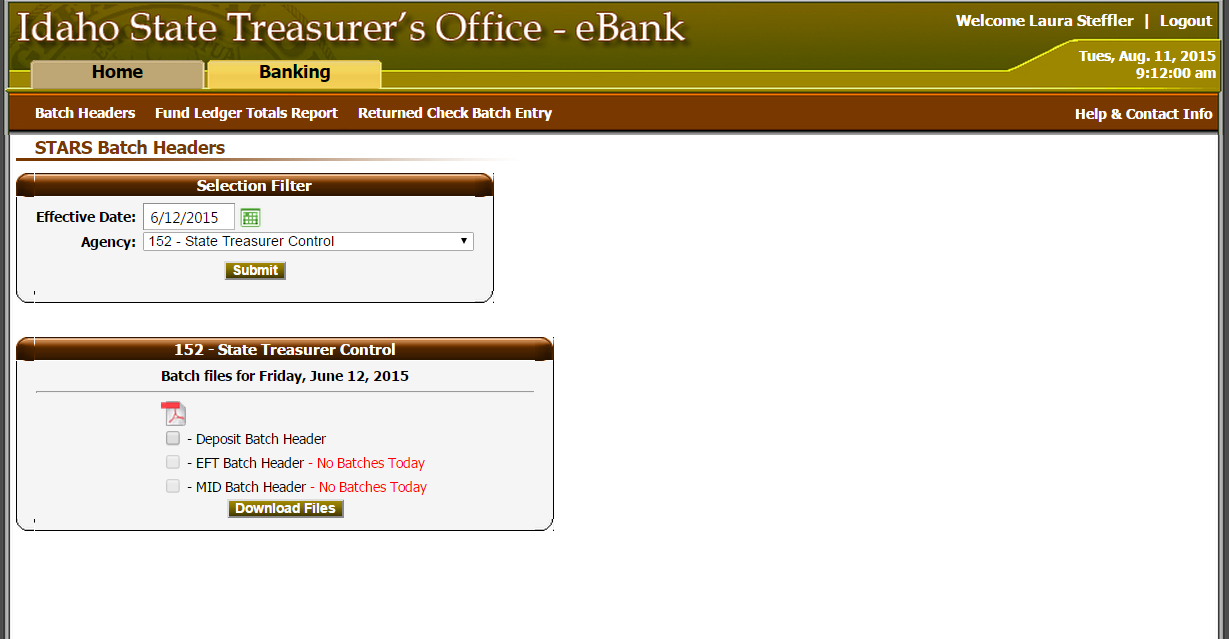 Idaho State Treasurer's Office - eBank
Welcome Laura Steffler | Logout
Tues, Aug. 11, 2015
9:12:00 am
Home Banking
Batch Headers Fund Ledger Totals Report Returned Check Batch Entry Help & Contact Info
STARS Batch Headers
Selection Filter
Effective Date: 6/12/2015
Agency: 152 - State Treasurer Control
Submit
152 - State Treasurer Control
Batch files for Friday, June 12, 2015
- Deposit Batch Header
- EFT Batch Header - No Batches Today
- MID Batch Header - No Batches Today
Download Files